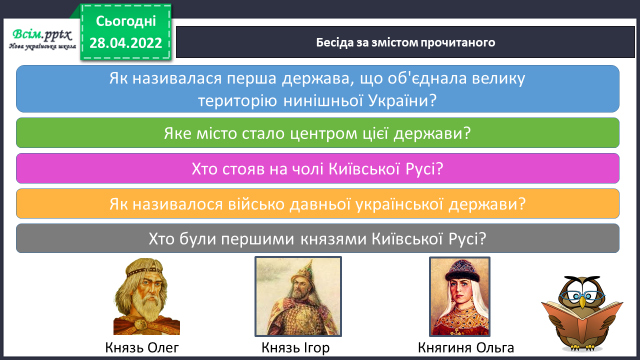 Всім.pptx
Нова українська школа
Сьогодні
28.04.2022
Бесіда за змістом прочитаного
Як називалася перша держава, що об'єднала велику
територію нинішньої України?
Яке місто стало центром цієї держави?
Хто стояв на чолі Київської Русі?
Як називалося військо давньої української держави?
Хто були першими князями Київської Русі?
Князь Олег
Князь Ігор
Княгиня Ольга